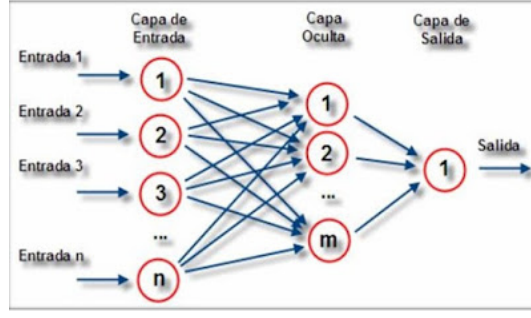 Capa de
Entrada
Capa
Oculta
Capa de
Salida
Entrada 1
1
Entrada 2
2
Entrada 3
3
...
Entrada n
n
1
2
...
m
1
Salida